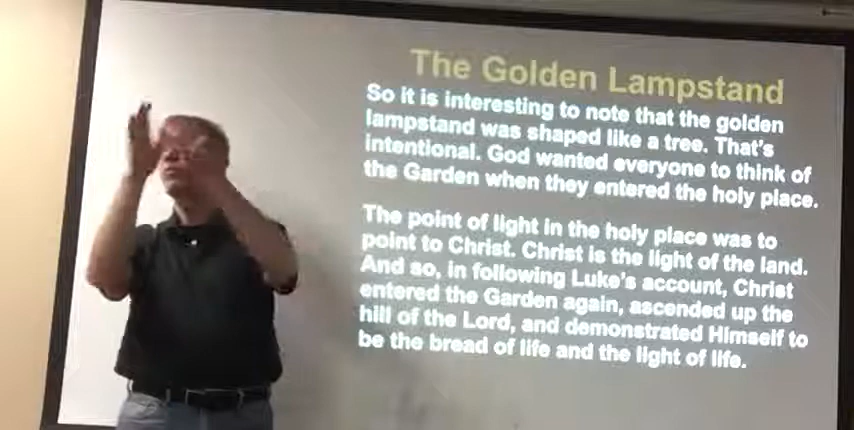 The Golden Lampstand
So it is interesting to note that the golden
lampstand was shaped like a tree. That's
intentional. God wanted everyone to think of
the Garden when they entered the holy place.
The point of light in the holy place was to
point to Christ. Christ is the light of the land.
And so, in following Luke's account, Christ
entered the Garden again, ascended up the
hill of the Lord, and demonstrated Himself to
be the bread of life and the light of life.